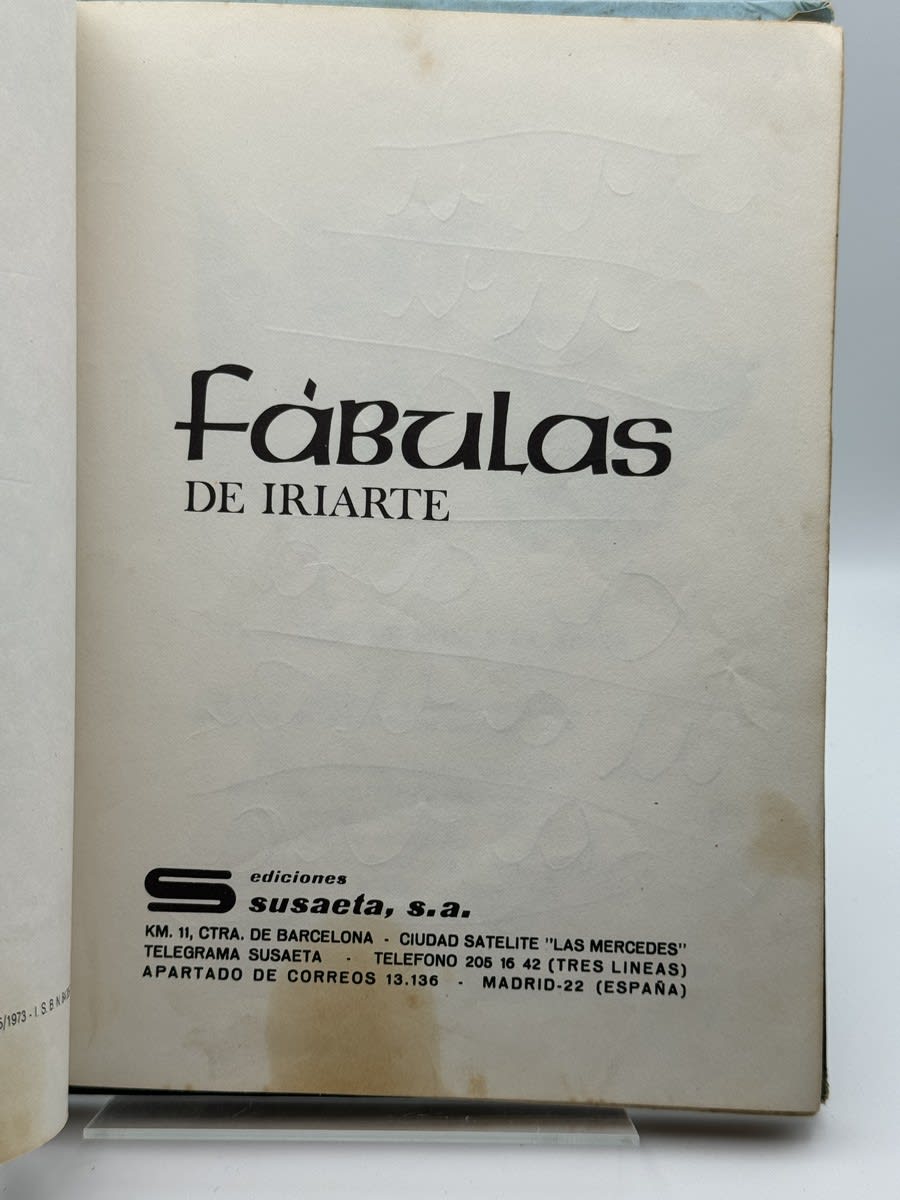 fábulas
DE IRIARTE
ediciones
susaeta, s.a.
KM. 11, CTRA. DE BARCELONA - CIUDAD SATELITE "LAS MERCEDES"
TELEGRAMA SUSAETA - TELEFONO 205 16 42 (TRES LINEAS)
APARTADO DE CORREOS 13.136 - MADRID-22 (ESPAÑA)
/1973 - I. S. B. N.